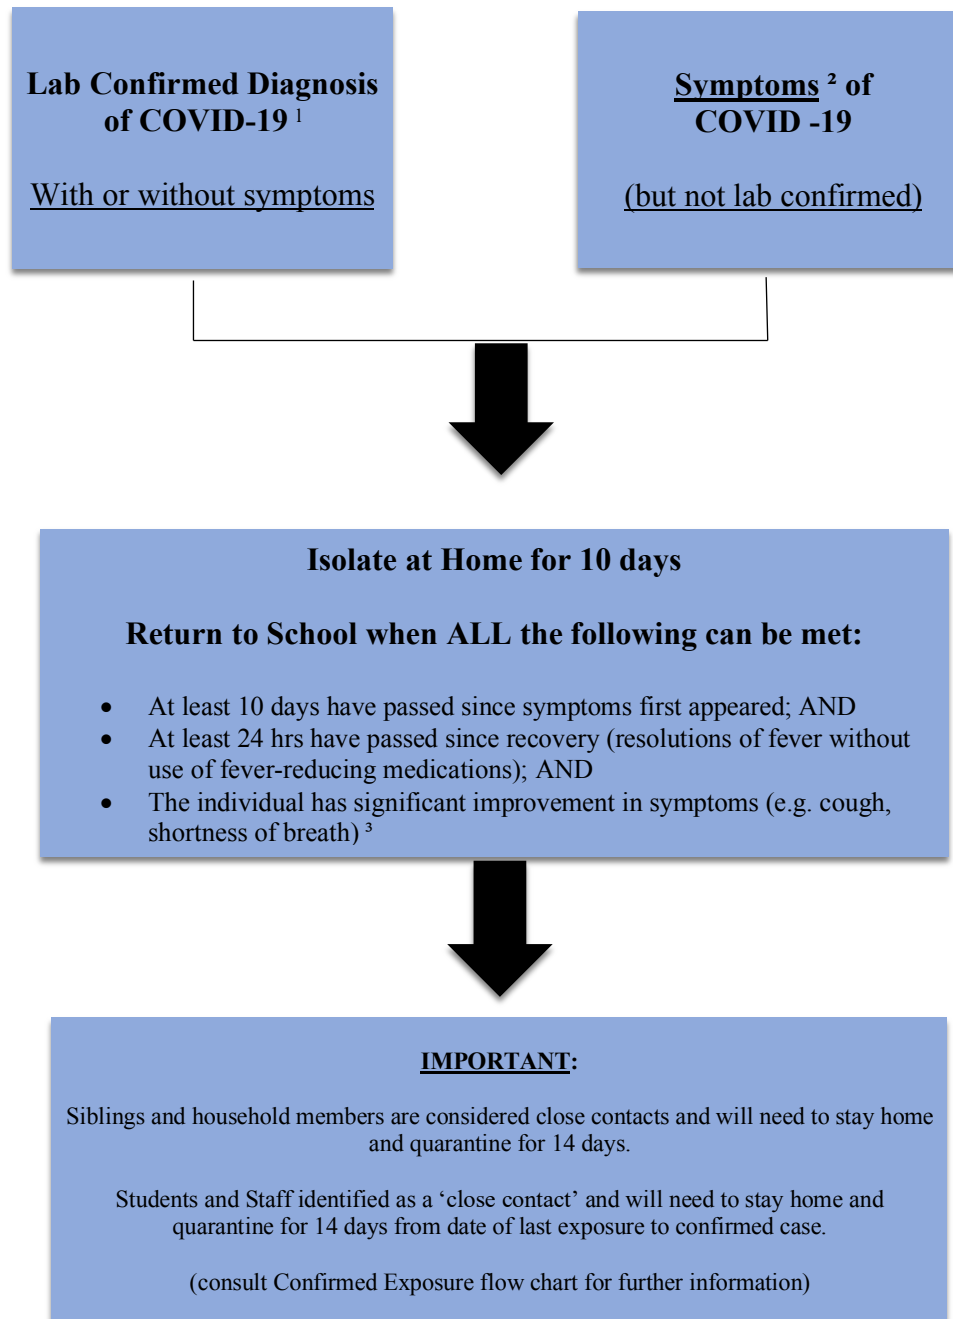 Lab Confirmed Diagnosis
of COVID-19 ¹
With or without symptoms
Symptoms ² of
COVID -19
(but not lab confirmed)
Isolate at Home for 10 days
Return to School when ALL the following can be met:
• At least 10 days have passed since symptoms first appeared; AND
• At least 24 hrs have passed since recovery (resolutions of fever without
use of fever-reducing medications); AND
• The individual has significant improvement in symptoms (e.g. cough,
shortness of breath) ³
IMPORTANT:
Siblings and household members are considered close contacts and will need to stay home
and quarantine for 14 days.
Students and Staff identified as a ‘close contact’ and will need to stay home and
quarantine for 14 days from date of last exposure to confirmed case.
(consult Confirmed Exposure flow chart for further information)